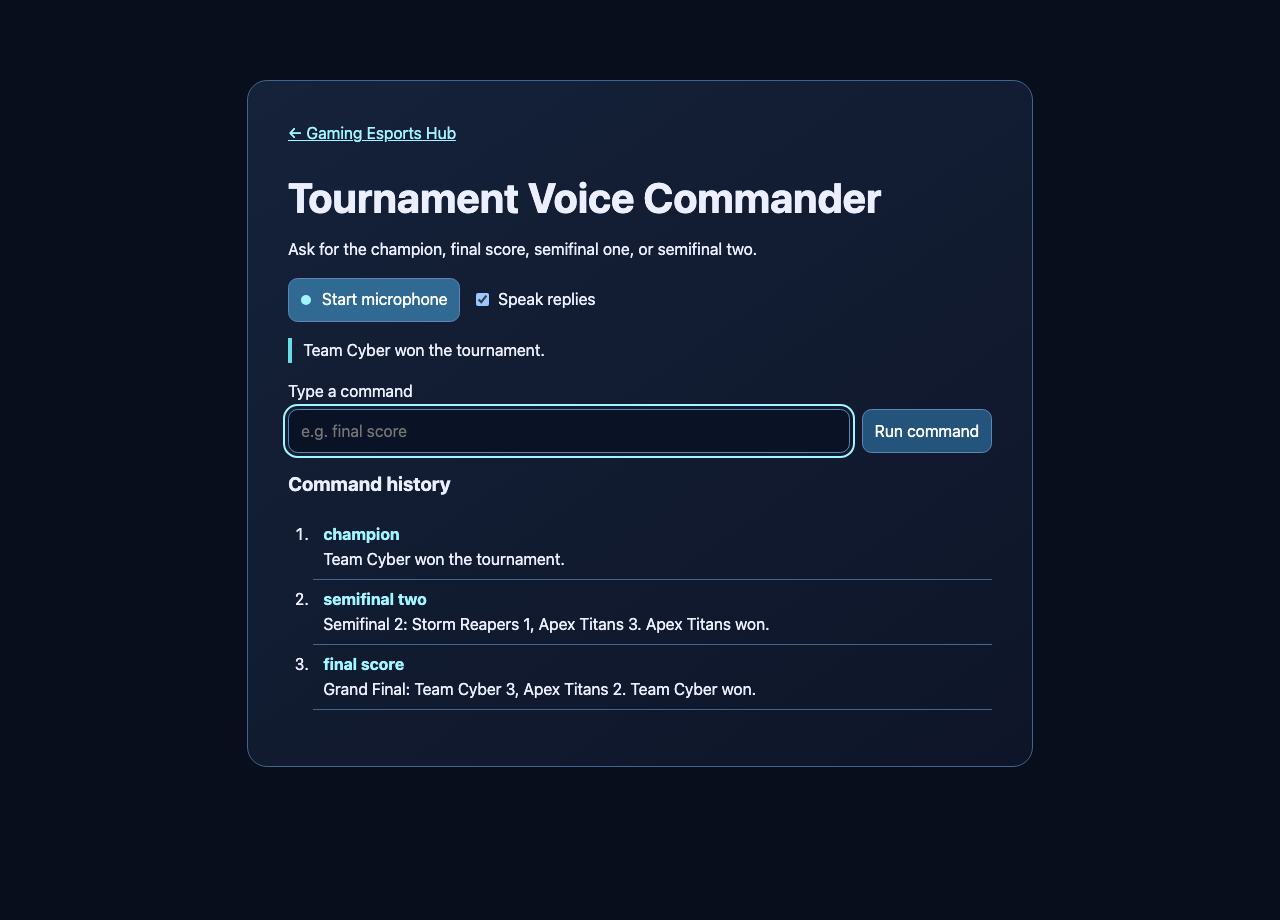 ← Gaming Esports Hub
Tournament Voice Commander
Ask for the champion, final score, semifinal one, or semifinal two.
Start microphone Speak replies
Team Cyber won the tournament.
Type a command
e.g. final score Run command
Command history
1. champion
Team Cyber won the tournament.
2. semifinal two
Semifinal 2: Storm Reapers 1, Apex Titans 3. Apex Titans won.
3. final score
Grand Final: Team Cyber 3, Apex Titans 2. Team Cyber won.